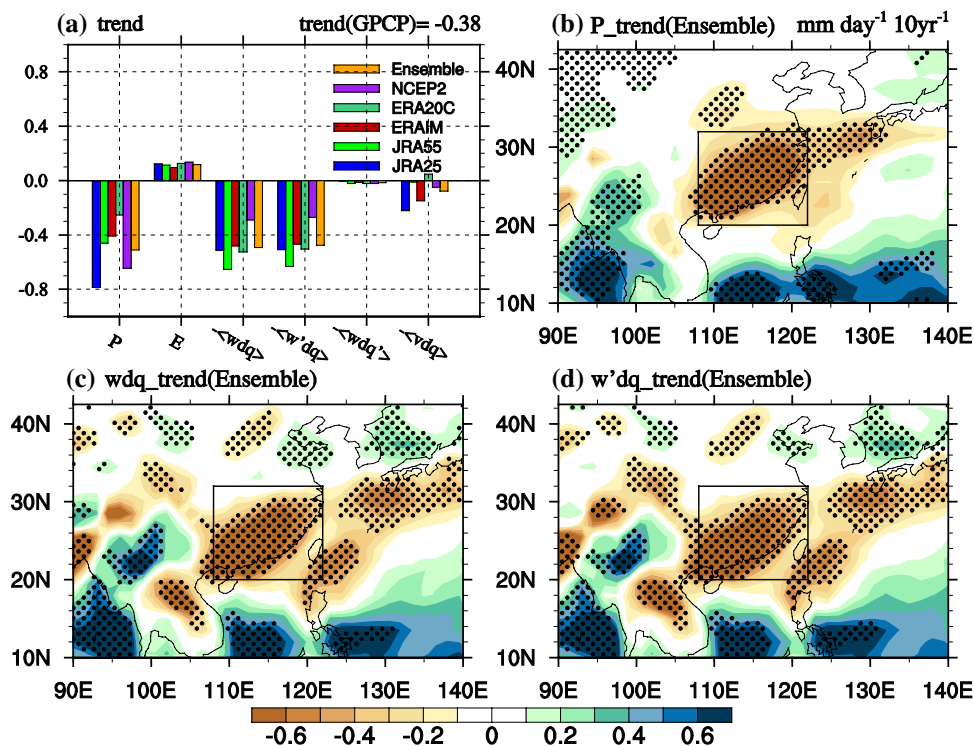 (a) trend trend(GPCP)= -0.38
0.8
0.4
0.0
-0.4
-0.8
Ensemble
NCEP2
ERA20C
ERAIM
JRA55
JRA25
P E <wdq> <w'dq> <wdq'> <vdq>
(b) P_trend(Ensemble) mm day-1 10yr-1
40N
30N
20N
10N
90E 100E 110E 120E 130E 140E
(c) wdq_trend(Ensemble)
40N
30N
20N
10N
90E 100E 110E 120E 130E 140E
(d) w'dq_trend(Ensemble)
40N
30N
20N
10N
90E 100E 110E 120E 130E 140E
-0.6 -0.4 -0.2 0 0.2 0.4 0.6